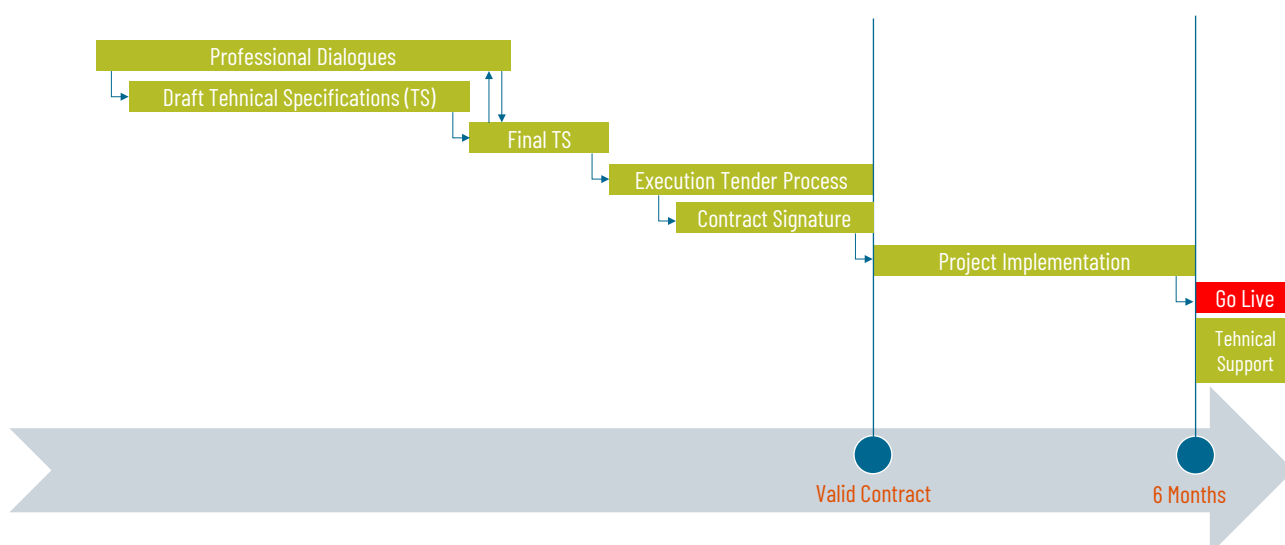 Professional Dialogues
Draft Tehnical Specifications (TS)
Final TS
Execution Tender Process
Contract Signature
Project Implementation
Go Live
Tehnical
Support
Valid Contract
6 Months